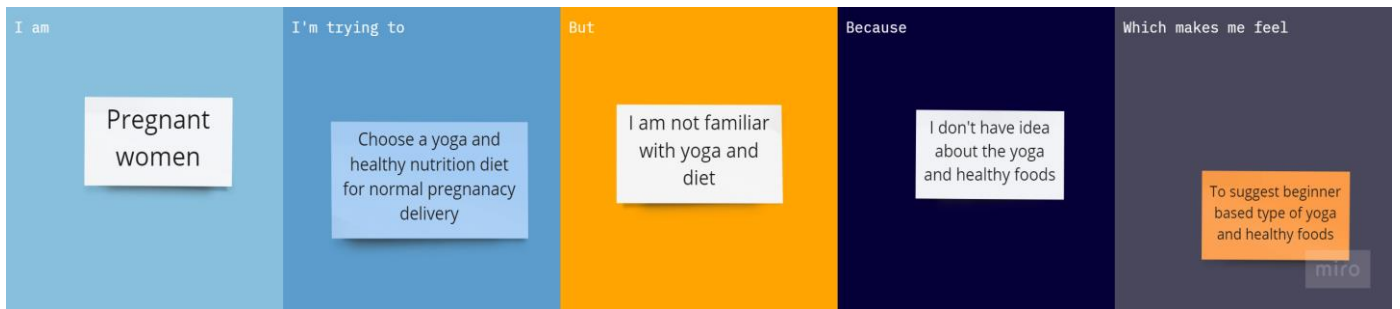 I am
Pregnant
women
I'm trying to
Choose a yoga and
healthy nutrition diet
for normal pregnanacy
delivery
But
I am not familiar
with yoga and
diet
Because
I don't have idea
about the yoga
and healthy foods
Which makes me feel
To suggest beginner
based type of yoga
and healthy foods
miro